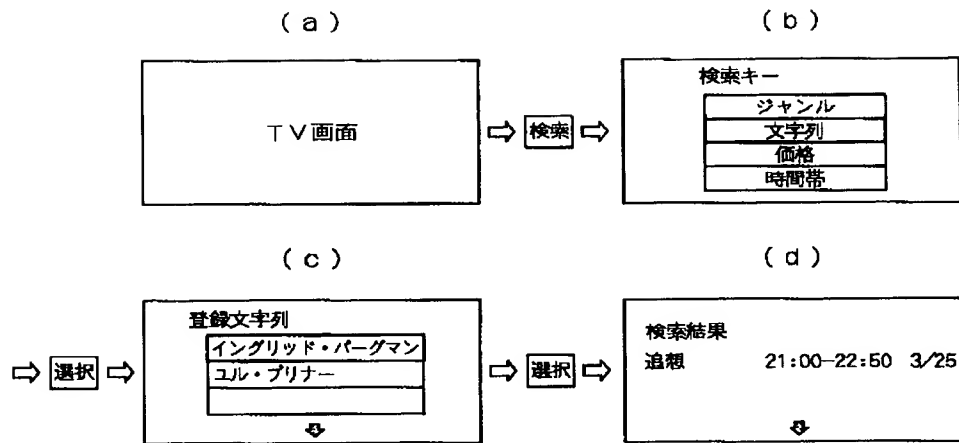 (a)
TV画面
検索
(b)
検索キー
ジャンル
文字列
価格
時間帯
選択
(c)
登録文字列
イングリッド・バーグマン
ユル・ブリナー
選択
(d)
検索結果
追想 21:00-22:50 3/25